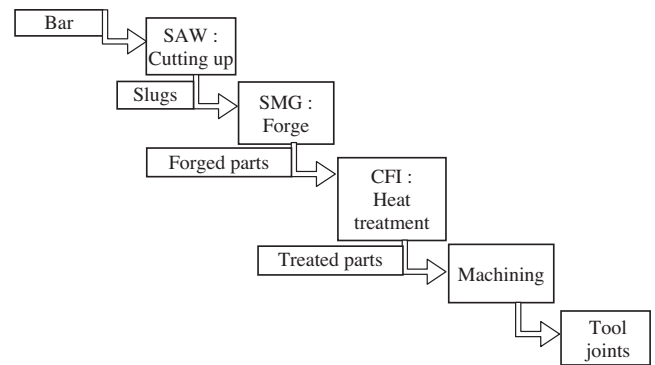 Bar
SAW :
Cutting up
Slugs
SMG :
Forge
Forged parts
CFI :
Heat
treatment
Treated parts
Machining
Tool
joints